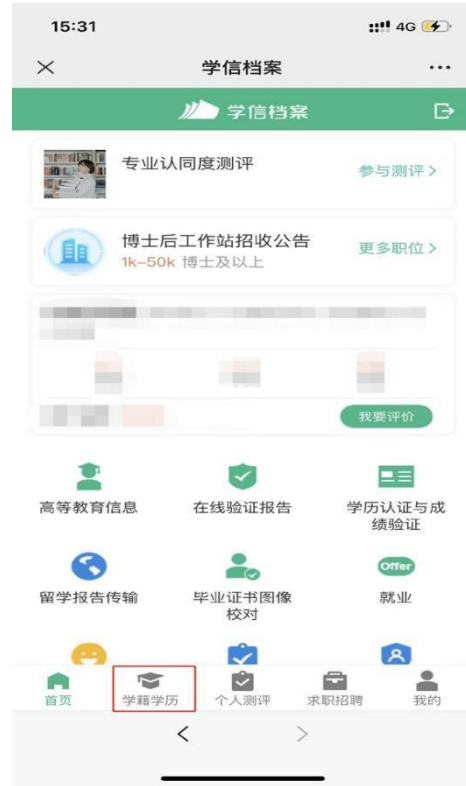 15:31
4G
学信档案
学信档案
专业认同度测评
参与测评 >
博士后工作站招收公告
1k–50k 博士及以上
更多职位 >
我要评价
高等教育信息
在线验证报告
学历认证与成
绩验证
留学报告传输
毕业证书图像
校对
Offer
就业
首页
学籍学历
个人测评
求职招聘
我的